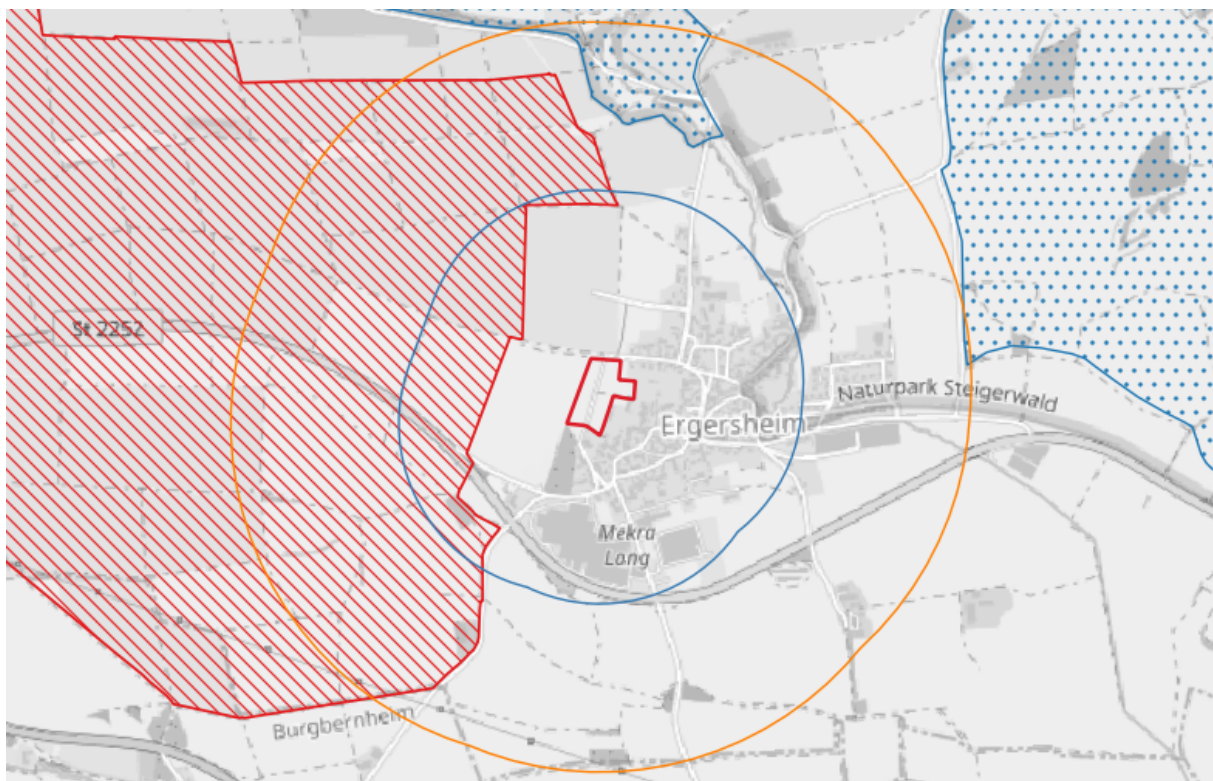 St 2252
Naturpark Steigerwald
Ergersheim
Mekra
Lang
Burgbernheim